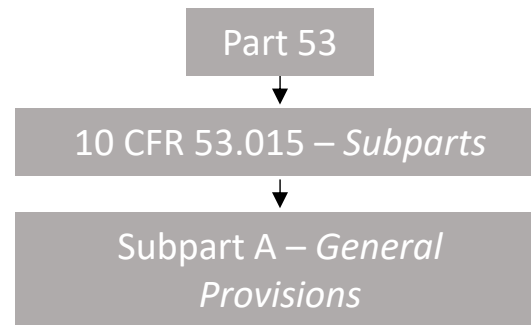 Part 53
10 CFR 53.015 – Subparts
Subpart A – General
Provisions